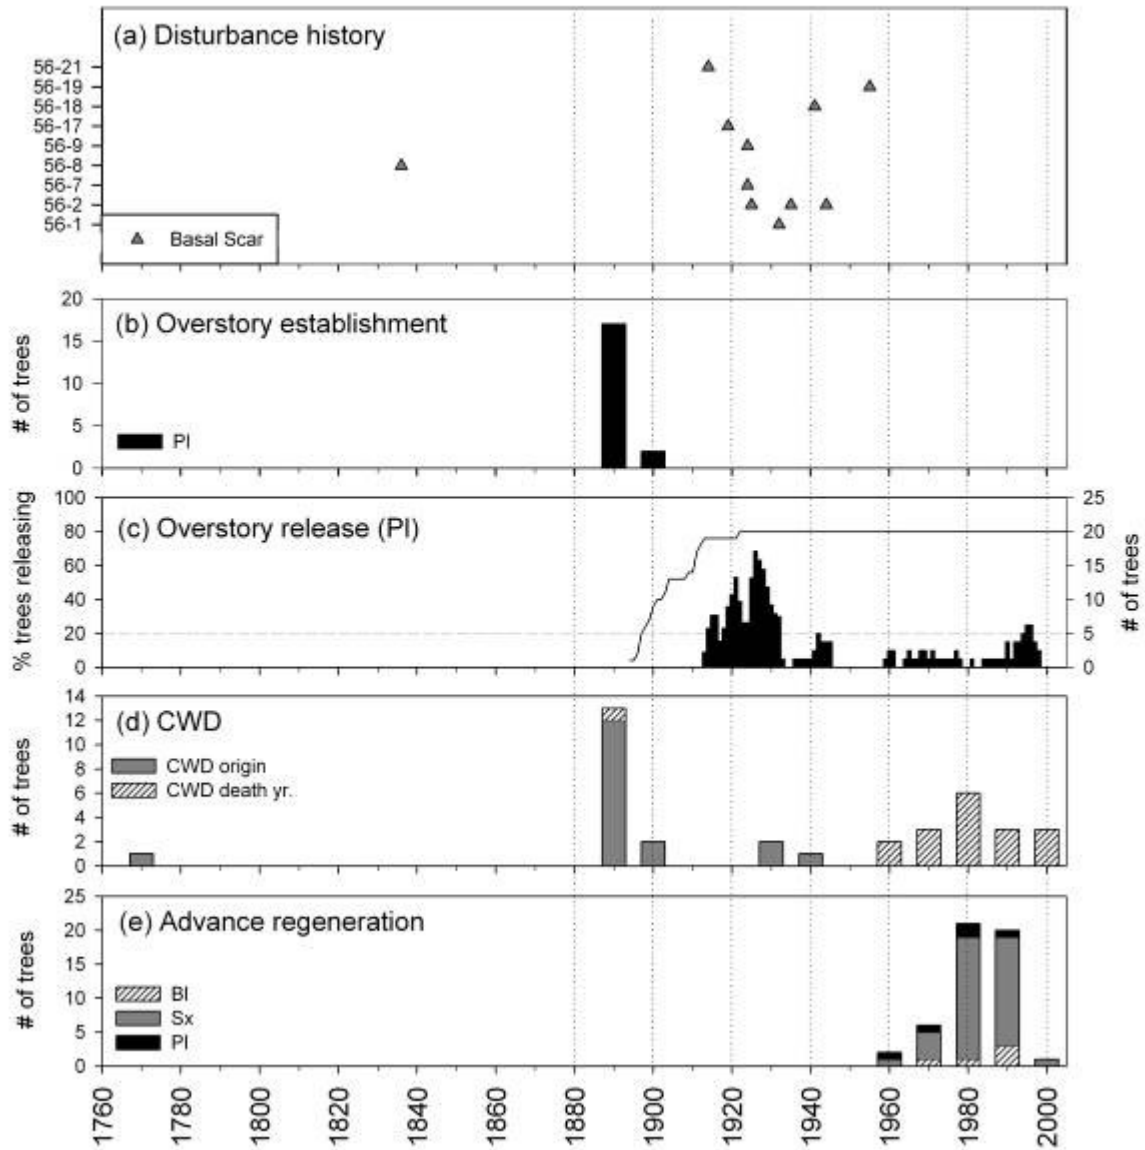 (a) Disturbance history
56-21
56-19
56-18
56-17
56-9
56-8
56-7
56-2
56-1
Basal Scar
(b) Overstory establishment
# of trees
20
15
10
5
0
Pl
(c) Overstory release (Pl)
% trees releasing
100
80
60
40
20
0
25
20
15
10
5
0
# of trees
(d) CWD
# of trees
14
12
10
8
6
4
2
0
CWD origin
CWD death yr.
(e) Advance regeneration
# of trees
25
20
15
10
5
0
Bl
Sx
Pl
1760 1780 1800 1820 1840 1860 1880 1900 1920 1940 1960 1980 2000